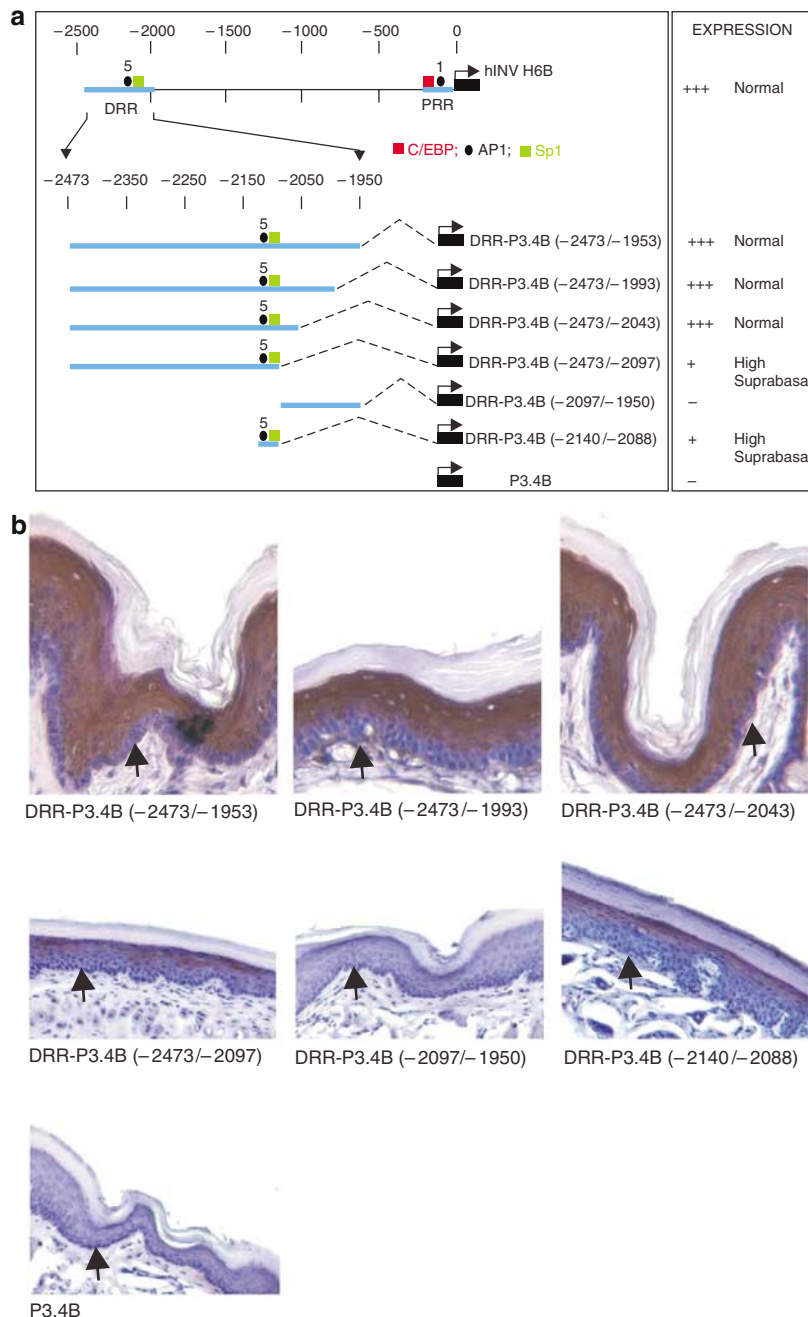 a
−2500 −2000 −1500 −1000 −500 0
EXPRESSION
5 1 hINV H6B
DRR PRR
+++ Normal
C/EBP; AP1; Sp1
−2473 −2350 −2250 −2150 −2050 −1950
5
DRR-P3.4B (−2473/−1953) +++ Normal
5
DRR-P3.4B (−2473/−1993) +++ Normal
5
DRR-P3.4B (−2473/−2043) +++ Normal
5
DRR-P3.4B (−2473/−2097) + High
Suprabasa
DRR-P3.4B (−2097/−1950) −
5
DRR-P3.4B (−2140/−2088) + High
Suprabasa
P3.4B −
b
DRR-P3.4B (−2473/−1953) DRR-P3.4B (−2473/−1993) DRR-P3.4B (−2473/−2043)
DRR-P3.4B (−2473/−2097) DRR-P3.4B (−2097/−1950) DRR-P3.4B (−2140/−2088)
P3.4B